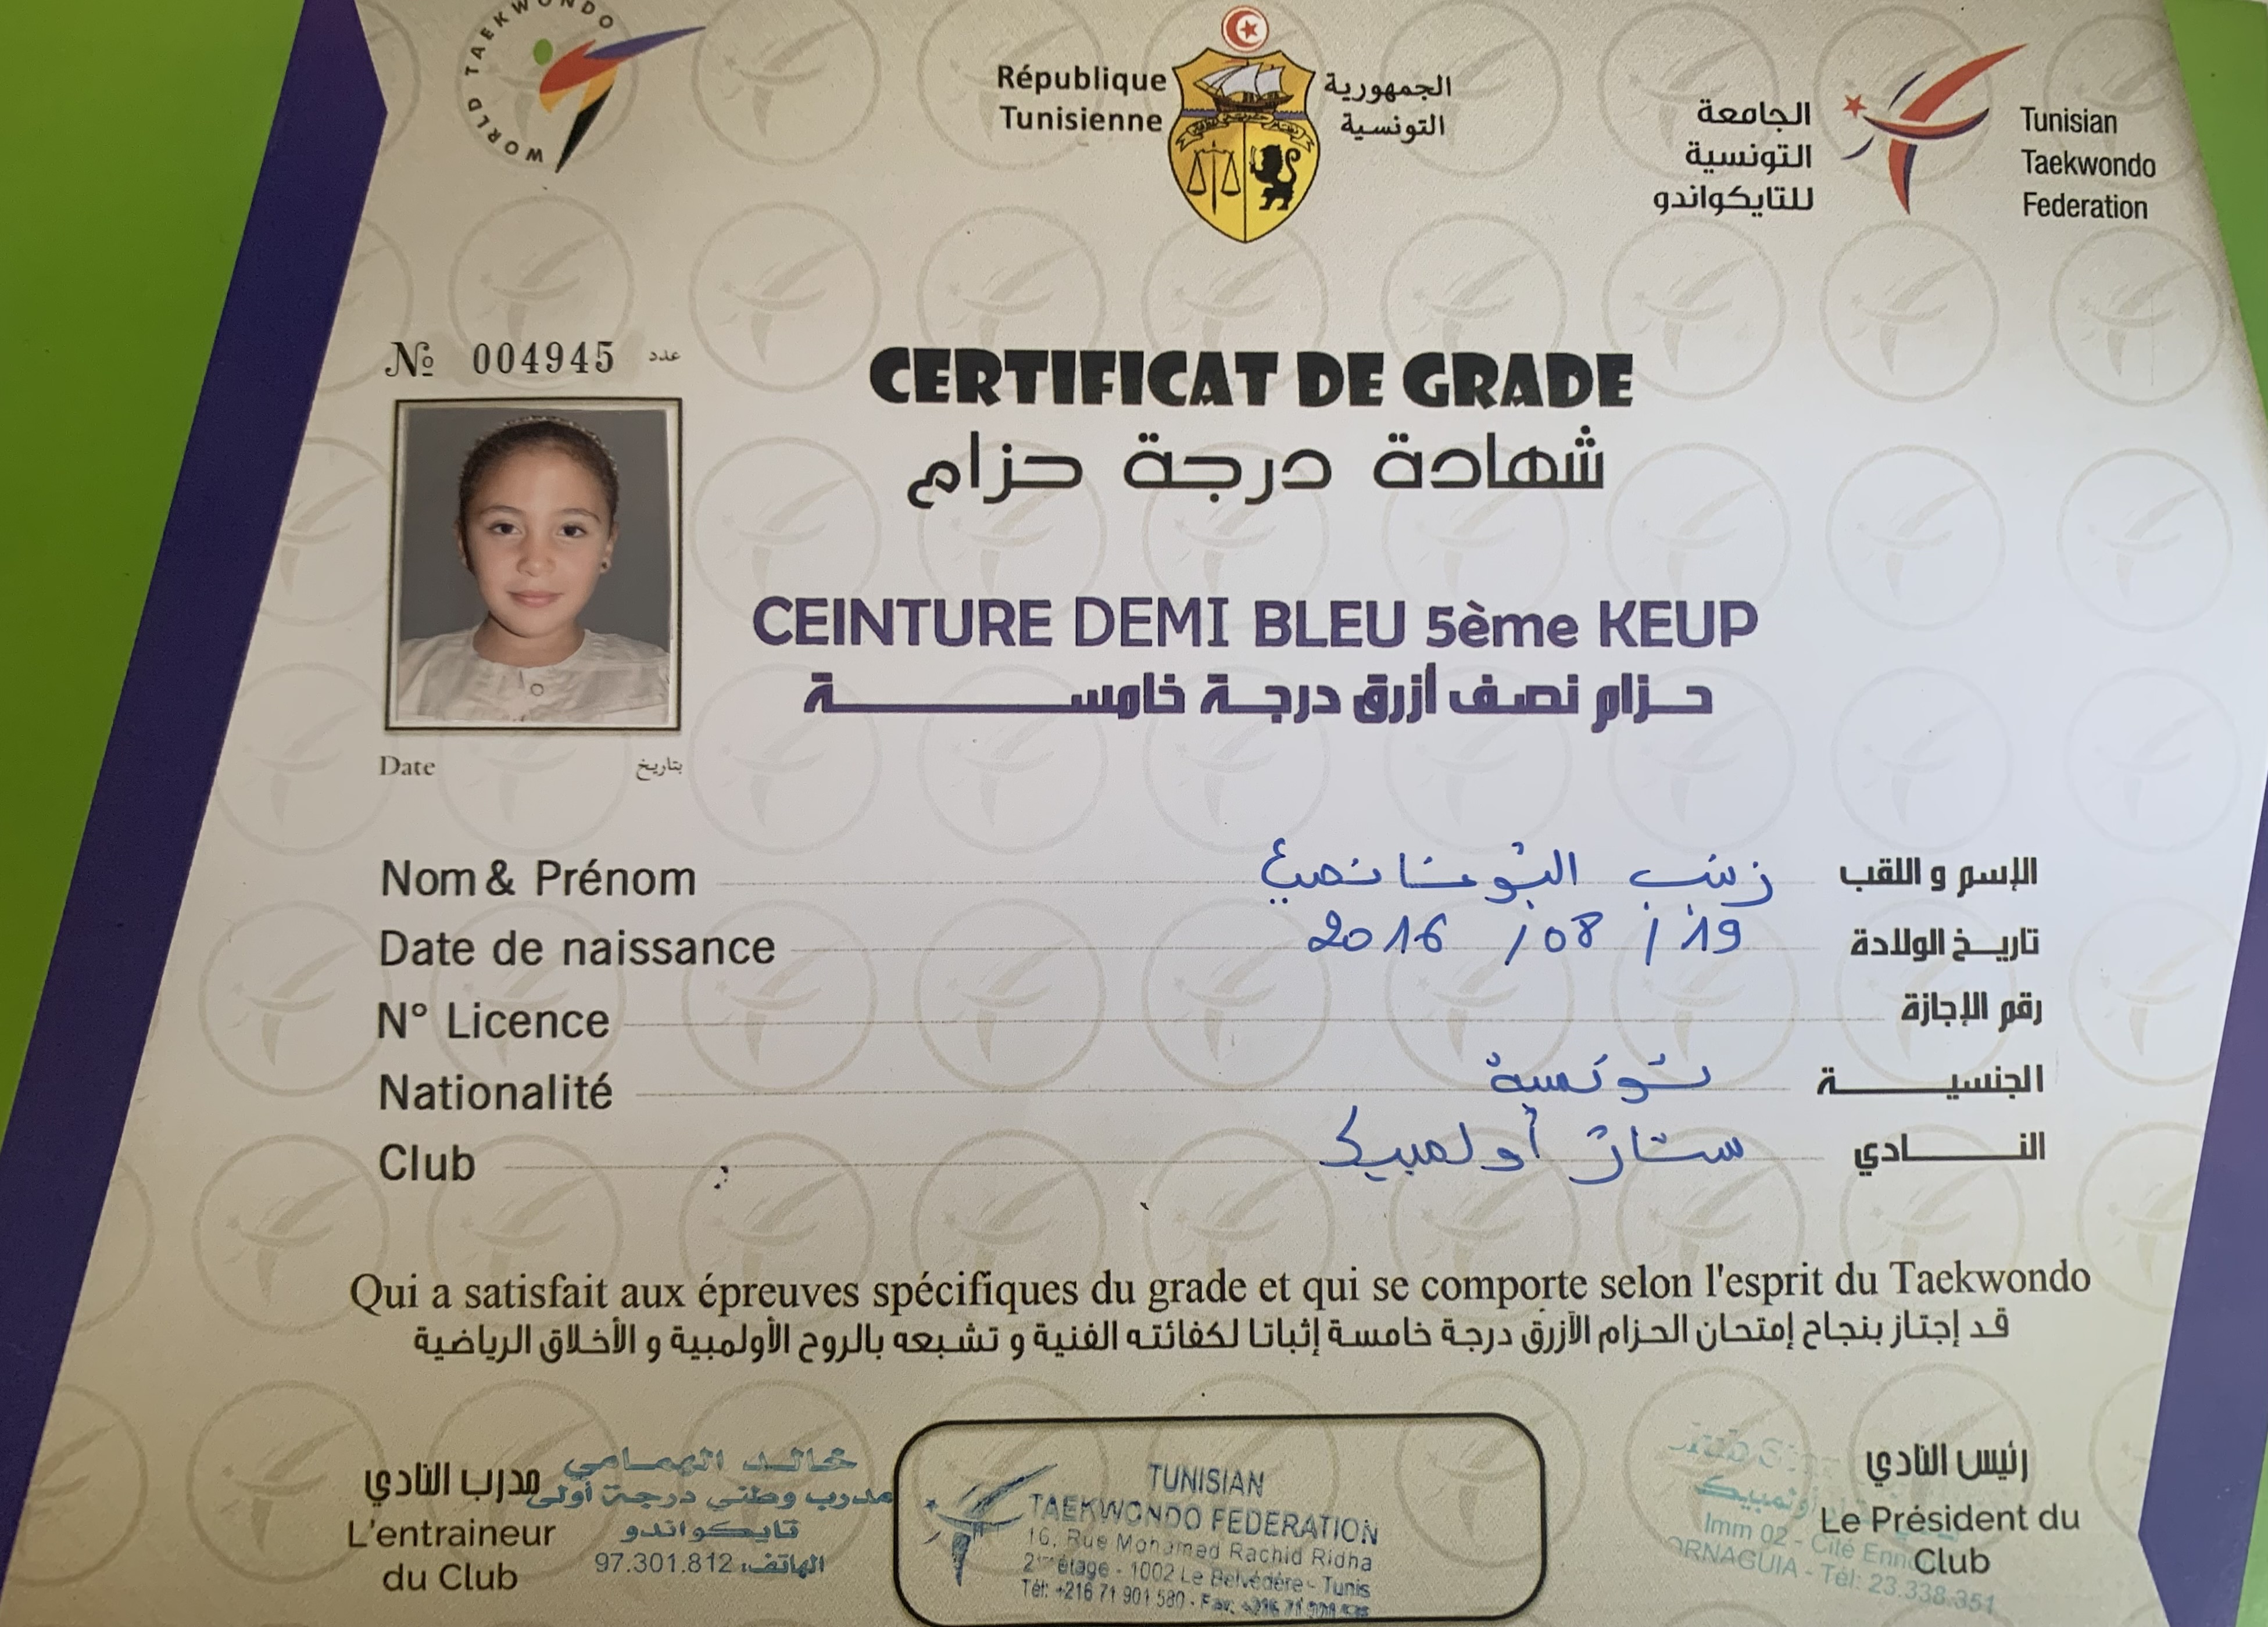 WORLD TAEKWONDO
République
Tunisienne
الجمهورية
التونسية
الجامعة
التونسية
للتايكواندو
Tunisian
Taekwondo
Federation
№ 004945 عدد
CERTIFICAT DE GRADE
شهادة درجة حزام
CEINTURE DEMI BLEU 5ème KEUP
حزام نصف أزرق درجة خامسة
Date بتاريخ
Nom & Prénom زينب الإسم و اللقب
Date de naissance 19 / 08 / 2016 تاريخ الولادة
N° Licence رقم الإجازة
Nationalité تونسية الجنسية
Club ستار أولمبيك النادي
Qui a satisfait aux épreuves spécifiques du grade et qui se comporte selon l'esprit du Taekwondo
قد إجتاز بنجاح إمتحان الحزام الأزرق درجة خامسة إثباتا لكفائته الفنية و تشبعه بالروح الأولمبية و الأخلاق الرياضية
مدرب النادي
L'entraineur
du Club
خالد الهمامي
مدرب وطني درجة أولى
تايكواندو
الهاتف: 97.301.812
TUNISIAN
TAEKWONDO FEDERATION
16, Rue Mohamed Rachid Ridha
2ème étage - 1002 Le Belvédère - Tunis
Tél: +216 71 901 580 - Fax:
رئيس النادي
Le Président du
Club
أولمبيك
Imm 02 - Cité
ORNAGUIA - Tél: 23.338.351